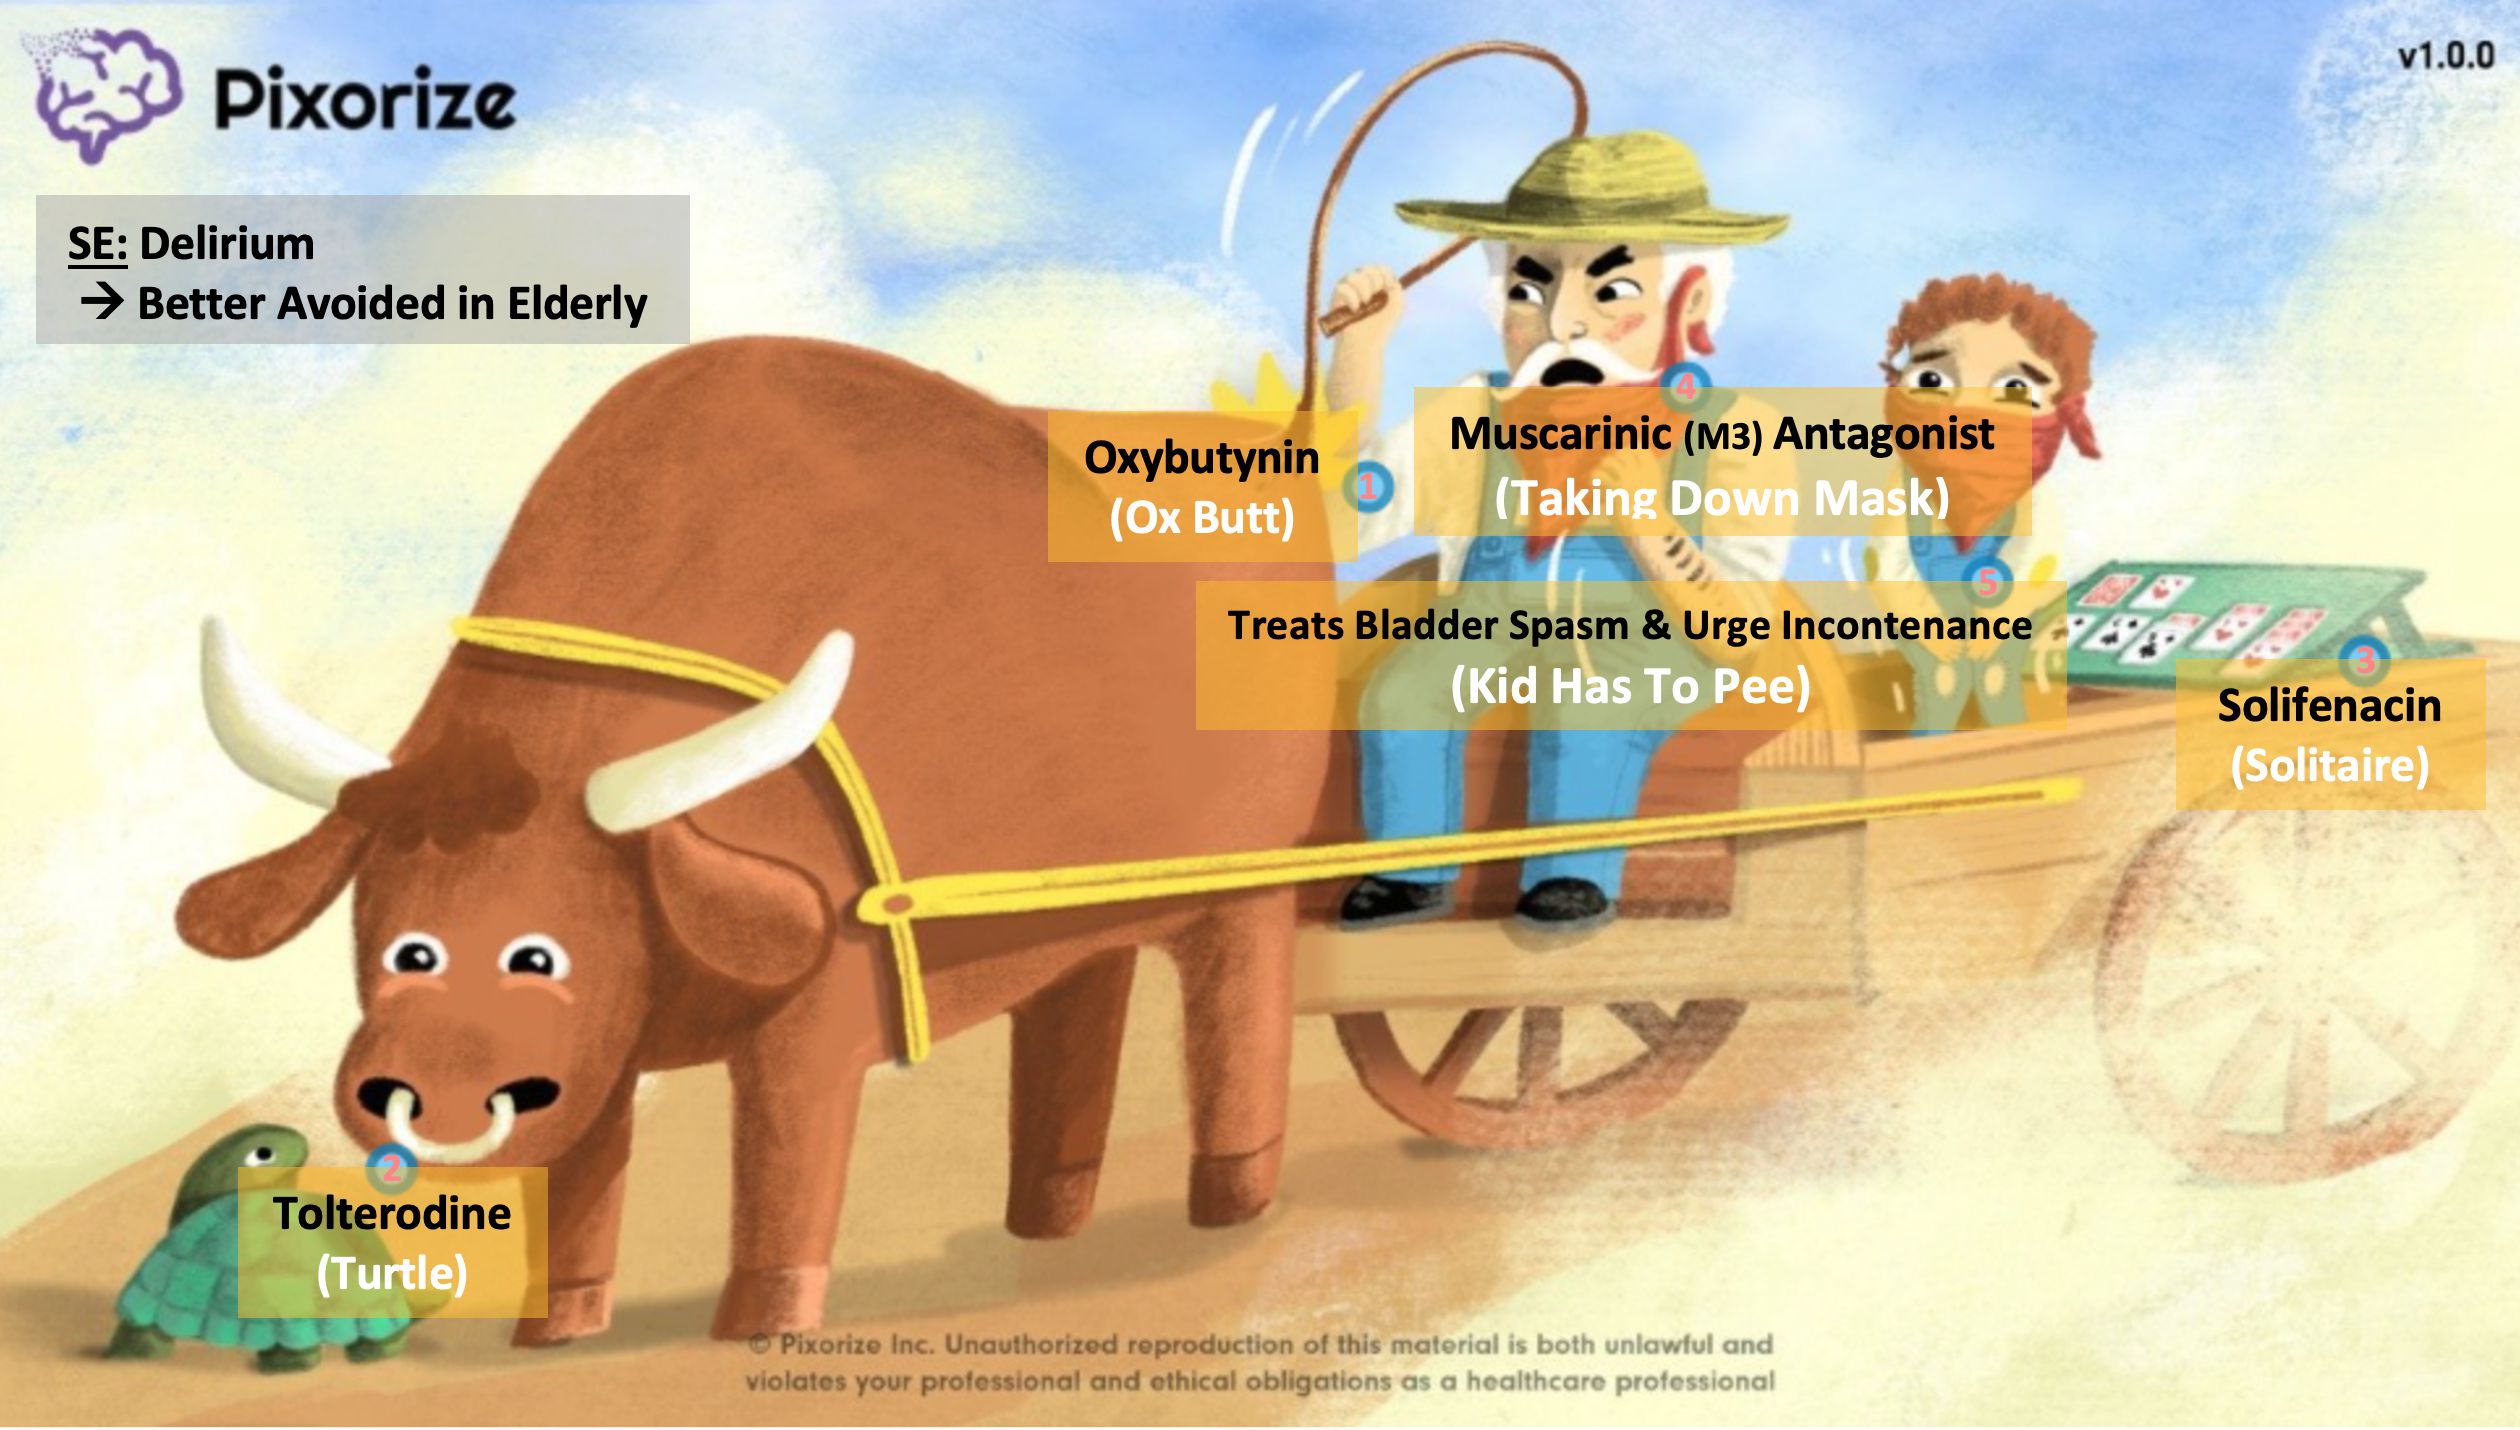 Pixorize
v1.0.0
SE: Delirium
→ Better Avoided in Elderly
4
Muscarinic (M3) Antagonist
(Taking Down Mask)
Oxybutynin
(Ox Butt)
1
5
Treats Bladder Spasm & Urge Incontenance
(Kid Has To Pee)
3
Solifenacin
(Solitaire)
2
Tolterodine
(Turtle)
© Pixorize Inc. Unauthorized reproduction of this material is both unlawful and
violates your professional and ethical obligations as a healthcare professional